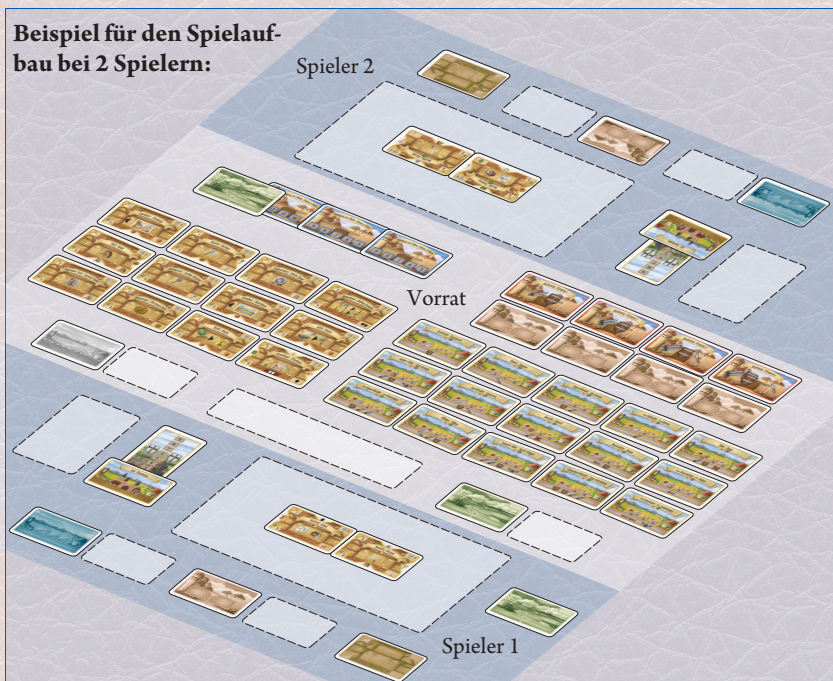 Beispiel für den Spielauf-
bau bei 2 Spielern:
Spieler 2
Vorrat
Spieler 1